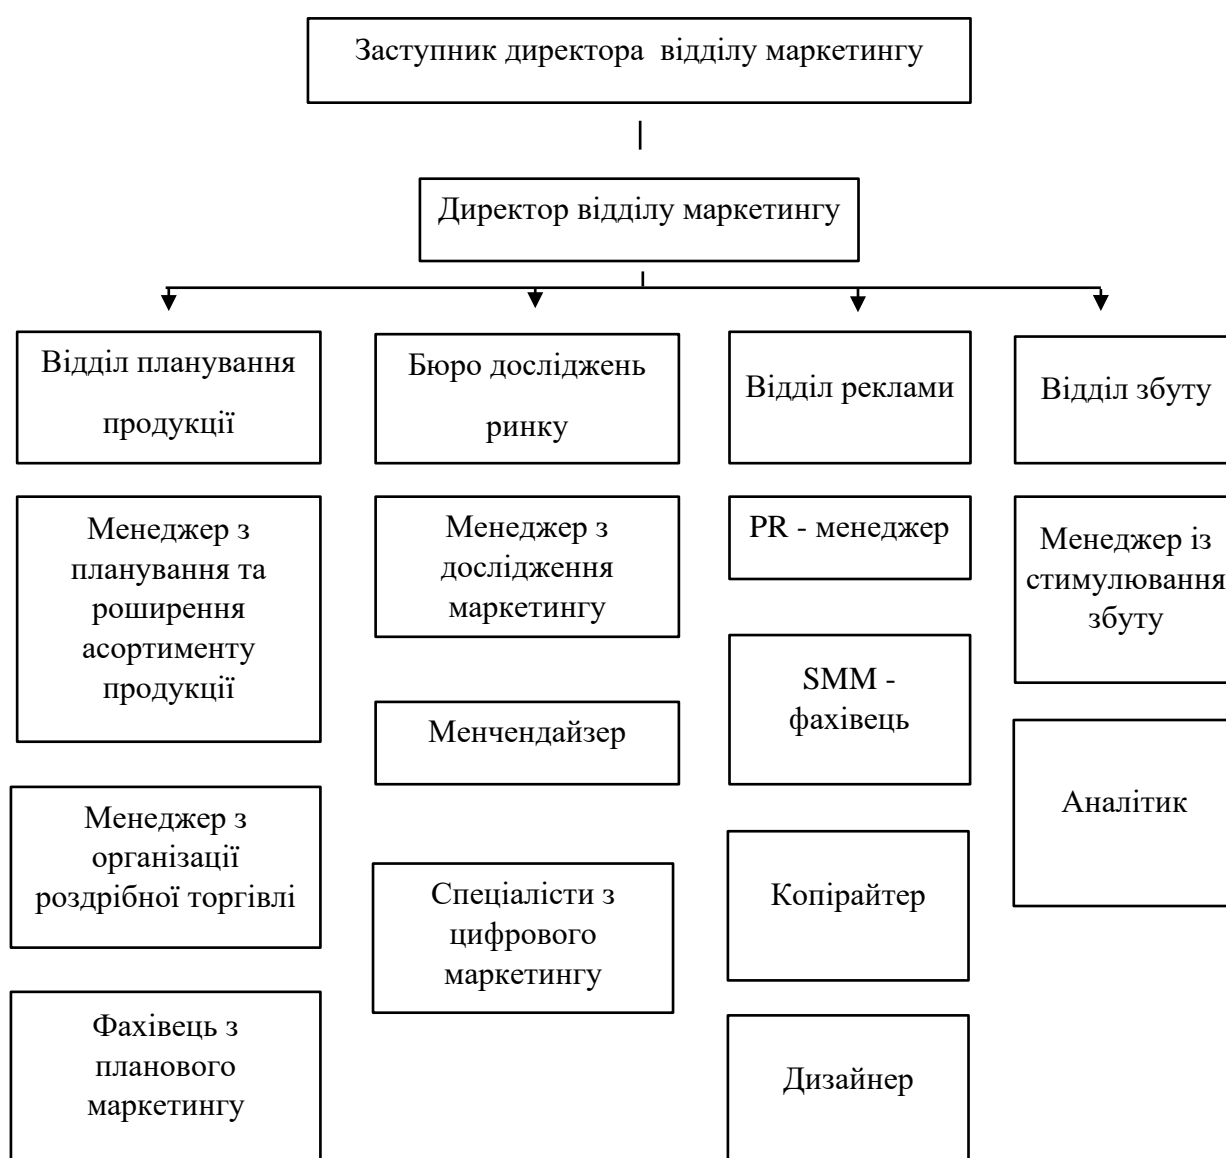 Заступник директора  відділу маркетингу
Директор відділу маркетингу
Відділ планування
продукції
Бюро досліджень
ринку
Відділ реклами
Відділ збуту
Менеджер з
планування та
роширення
асортименту
продукції
Менеджер з
дослідження
маркетингу
PR - менеджер
Менеджер із
стимулювання
збуту
SMM -
фахівець
Менчендайзер
Аналітик
Менеджер з
організації
роздрібної торгівлі
Спеціалісти з
цифрового
маркетингу
Копірайтер
Фахівець з
планового
маркетингу
Дизайнер